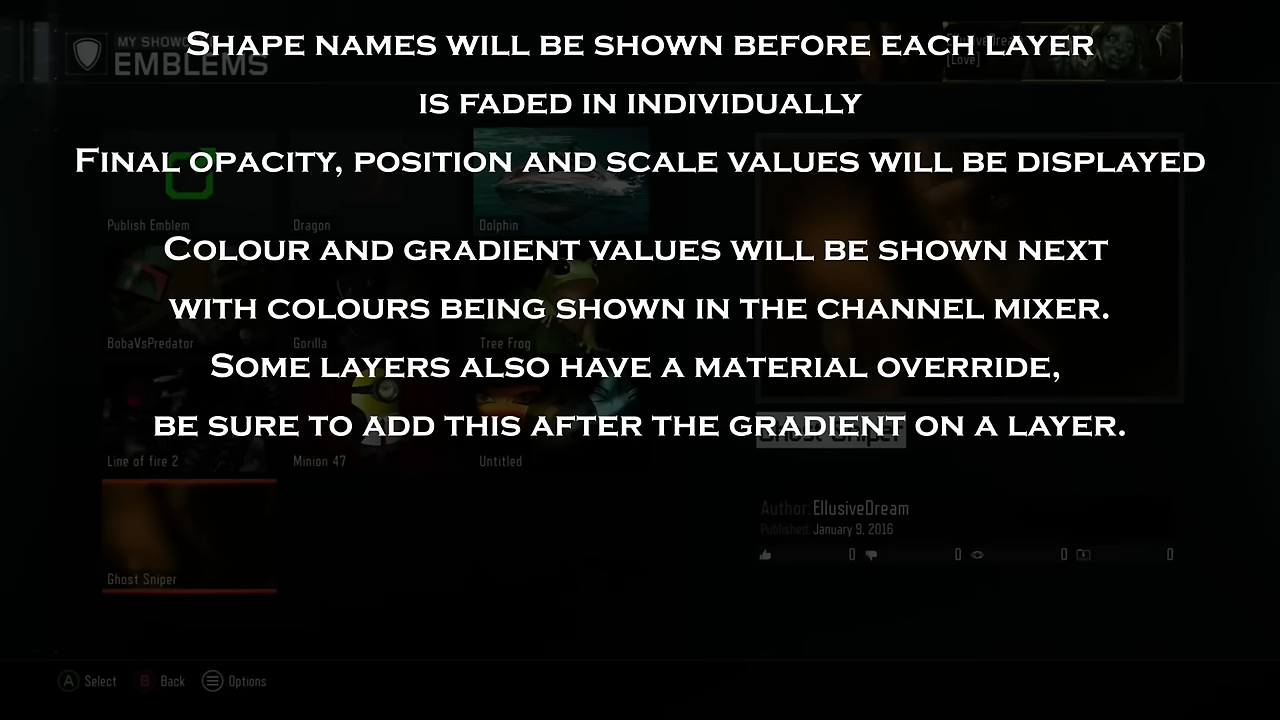 SHAPE NAMES WILL BE SHOWN BEFORE EACH LAYER
IS FADED IN INDIVIDUALLY
FINAL OPACITY, POSITION AND SCALE VALUES WILL BE DISPLAYED
COLOUR AND GRADIENT VALUES WILL BE SHOWN NEXT
WITH COLOURS BEING SHOWN IN THE CHANNEL MIXER.
SOME LAYERS ALSO HAVE A MATERIAL OVERRIDE,
BE SURE TO ADD THIS AFTER THE GRADIENT ON A LAYER.
MY
EMBLEMS
[Love]
Publish Emblem
Dragon
Dolphin
BobaVsPredator
Gorilla
Tree Frog
Line of fire 2
Minion 47
Untitled
Ghost Sniper
Ghost Sniper
Author: EllusiveDream
Published: January 9, 2016
0 0 0 0
A Select B Back Options